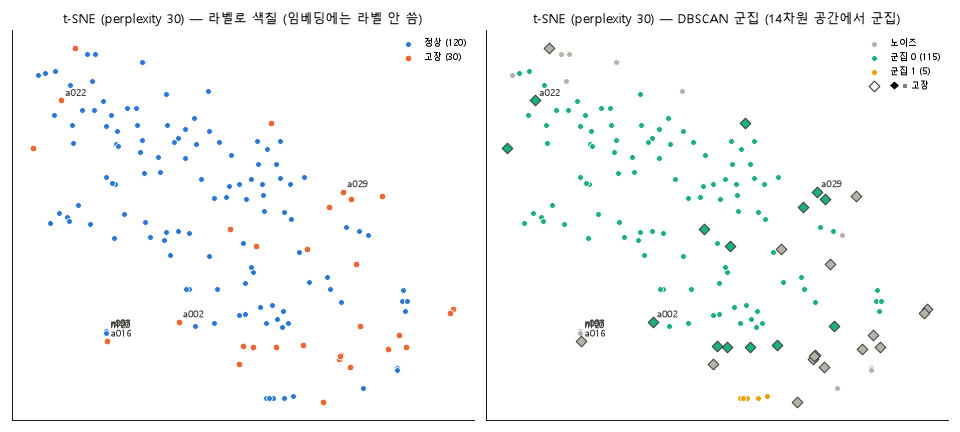 t-SNE (perplexity 30) — 라벨로 색칠 (임베딩에는 라벨 안 씀)
정상 (120)
고장 (30)
a022
a029
a002
a016
t-SNE (perplexity 30) — DBSCAN 군집 (14차원 공간에서 군집)
노이즈
군집 0 (115)
군집 1 (5)
◆ = 고장
a022
a029
a002
a016